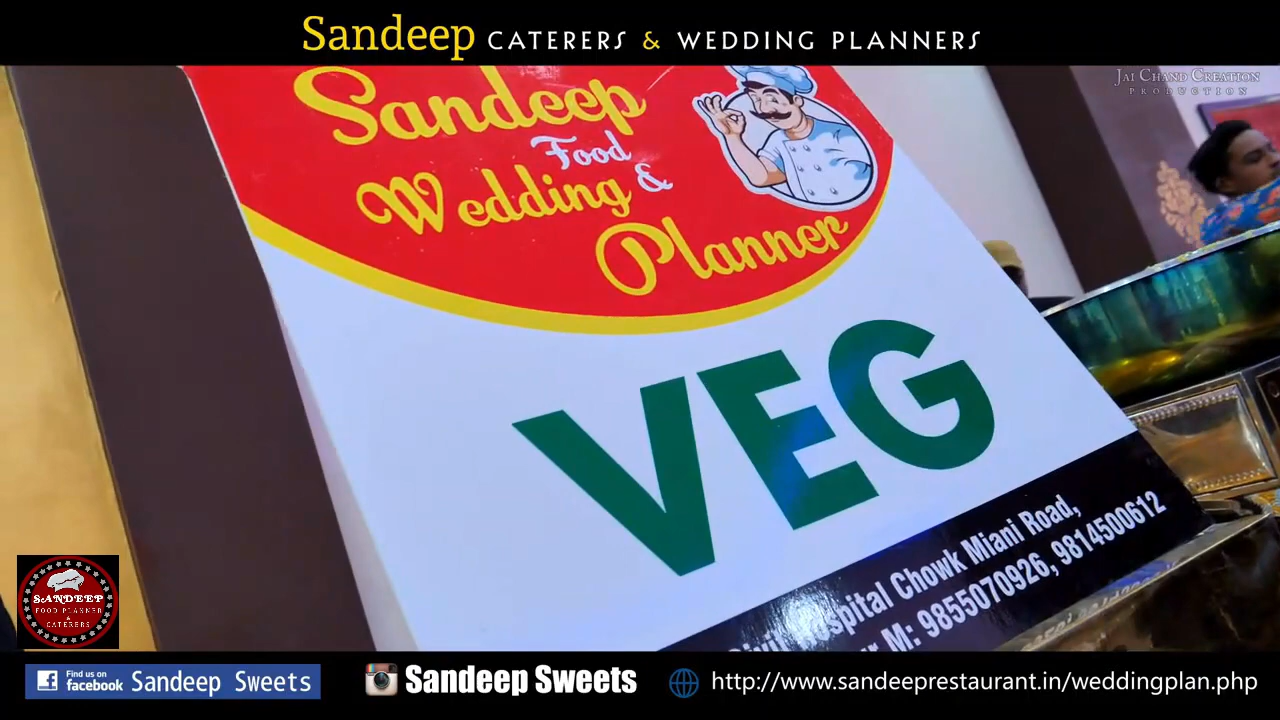 Sandeep CATERERS & WEDDING PLANNERS
JAI CHAND CREATION
PRODUCTION
Sandeep
Food
&
Wedding
Planner
VEG
Hospital Chowk Miani Road,
M: 9855070926, 9814500612
SANDEEP
FOOD PLANNER
&
CATERERS
Find us on
facebook
Sandeep Sweets
Sandeep Sweets
http://www.sandeeprestaurant.in/weddingplan.php